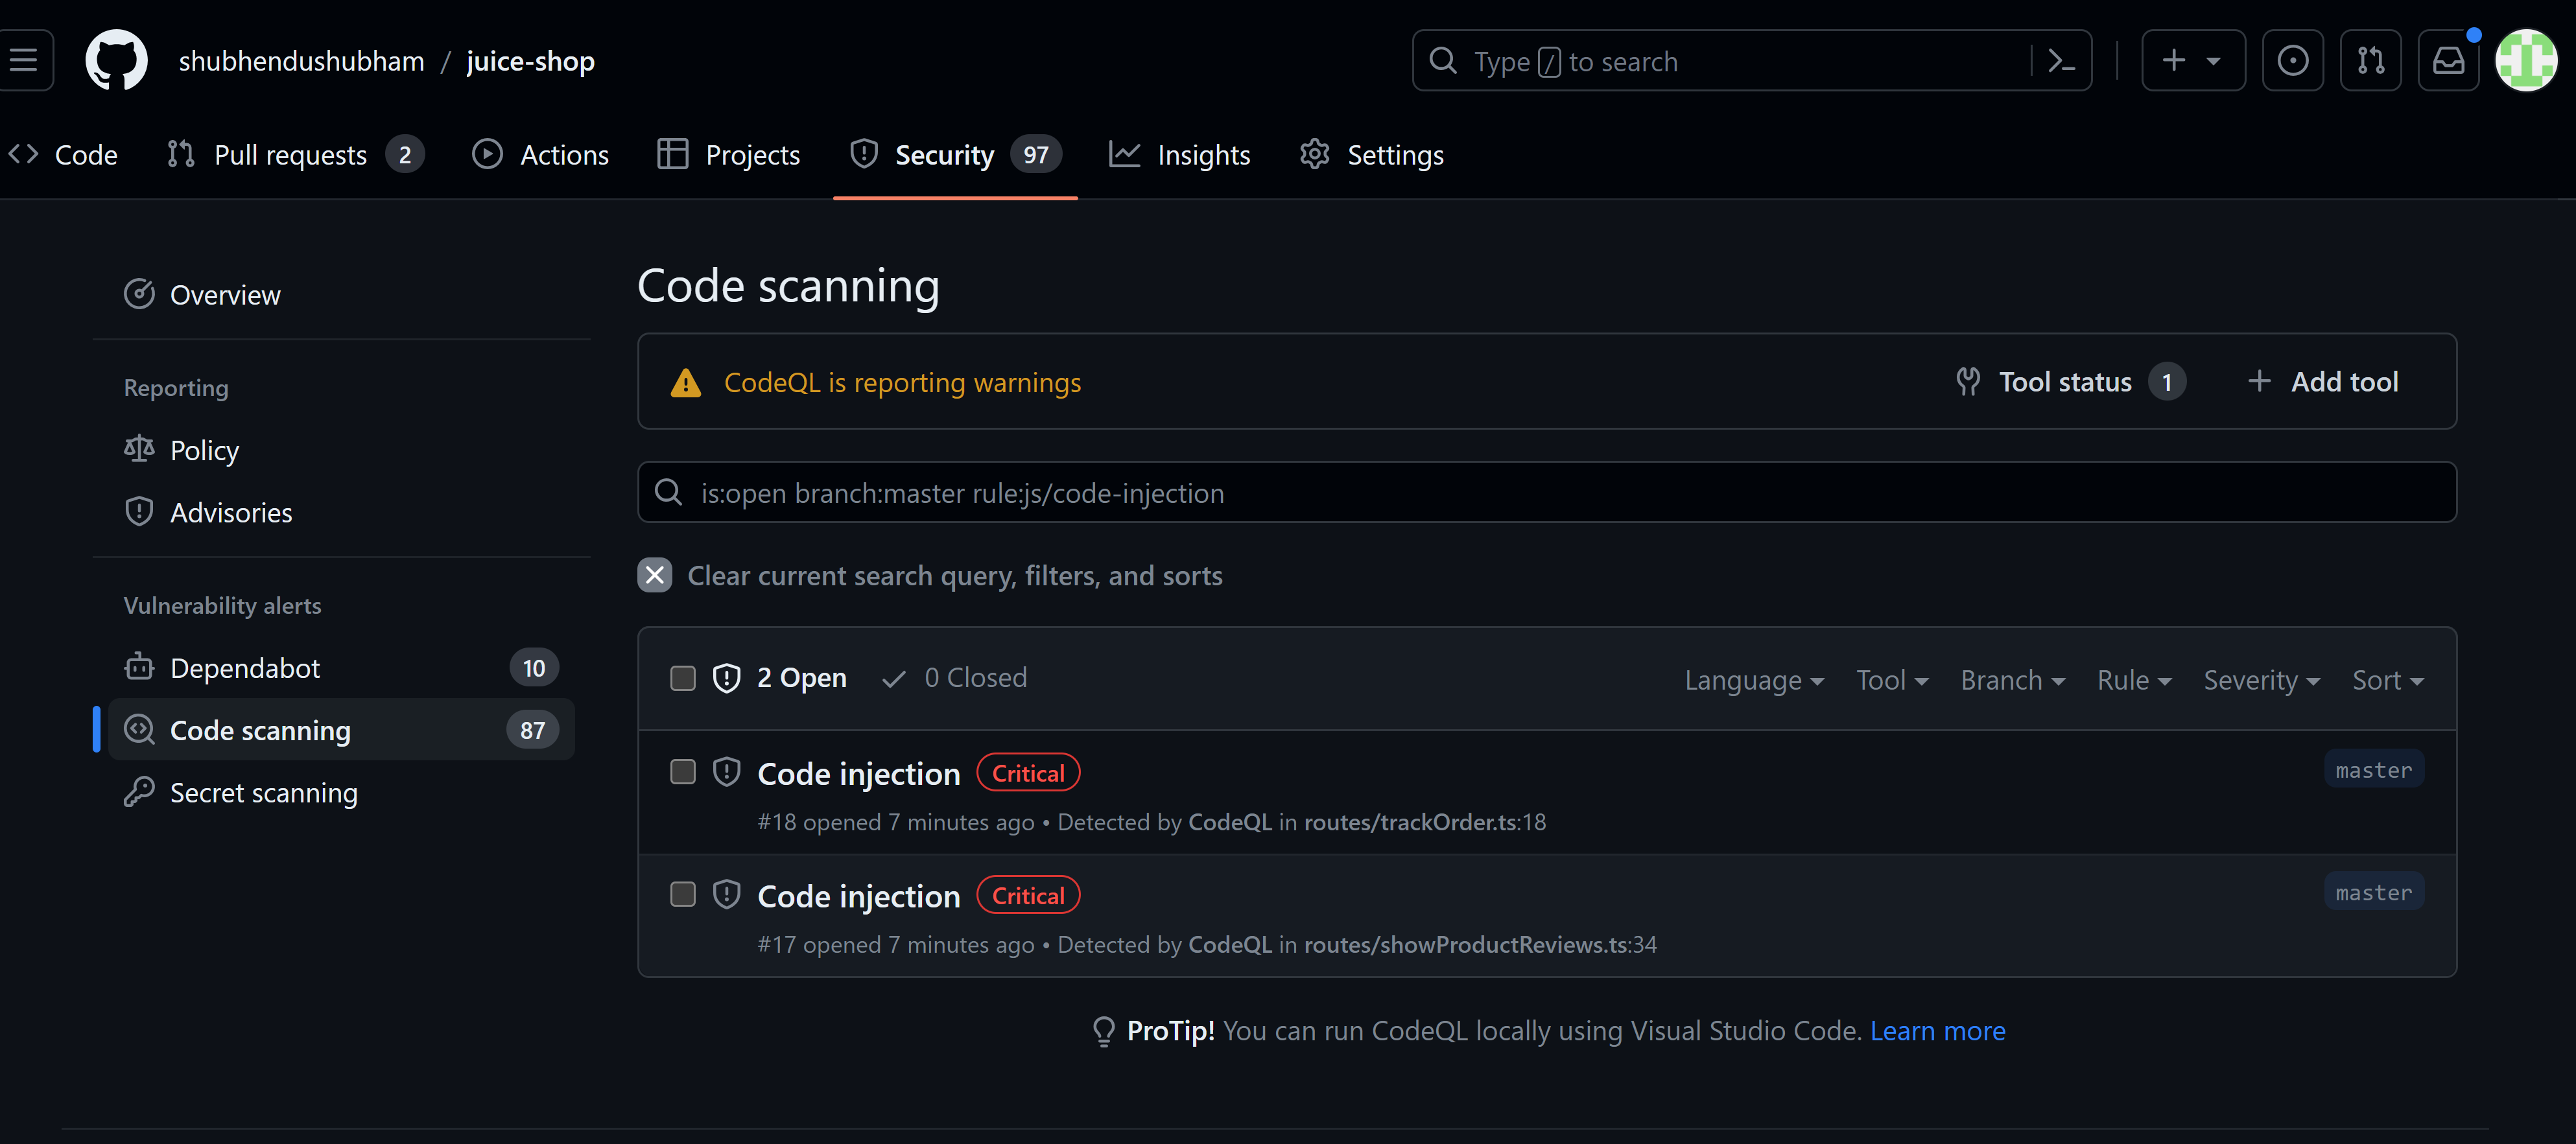 shubhendushubham / juice-shop
Type / to search
Code
Pull requests 2
Actions
Projects
Security 97
Insights
Settings
Overview
Reporting
Policy
Advisories
Vulnerability alerts
Dependabot 10
Code scanning 87
Secret scanning
Code scanning
CodeQL is reporting warnings
Tool status 1
Add tool
is:open branch:master rule:js/code-injection
Clear current search query, filters, and sorts
2 Open
0 Closed
Language
Tool
Branch
Rule
Severity
Sort
Code injection Critical
master
#18 opened 7 minutes ago • Detected by CodeQL in routes/trackOrder.ts:18
Code injection Critical
master
#17 opened 7 minutes ago • Detected by CodeQL in routes/showProductReviews.ts:34
ProTip! You can run CodeQL locally using Visual Studio Code. Learn more